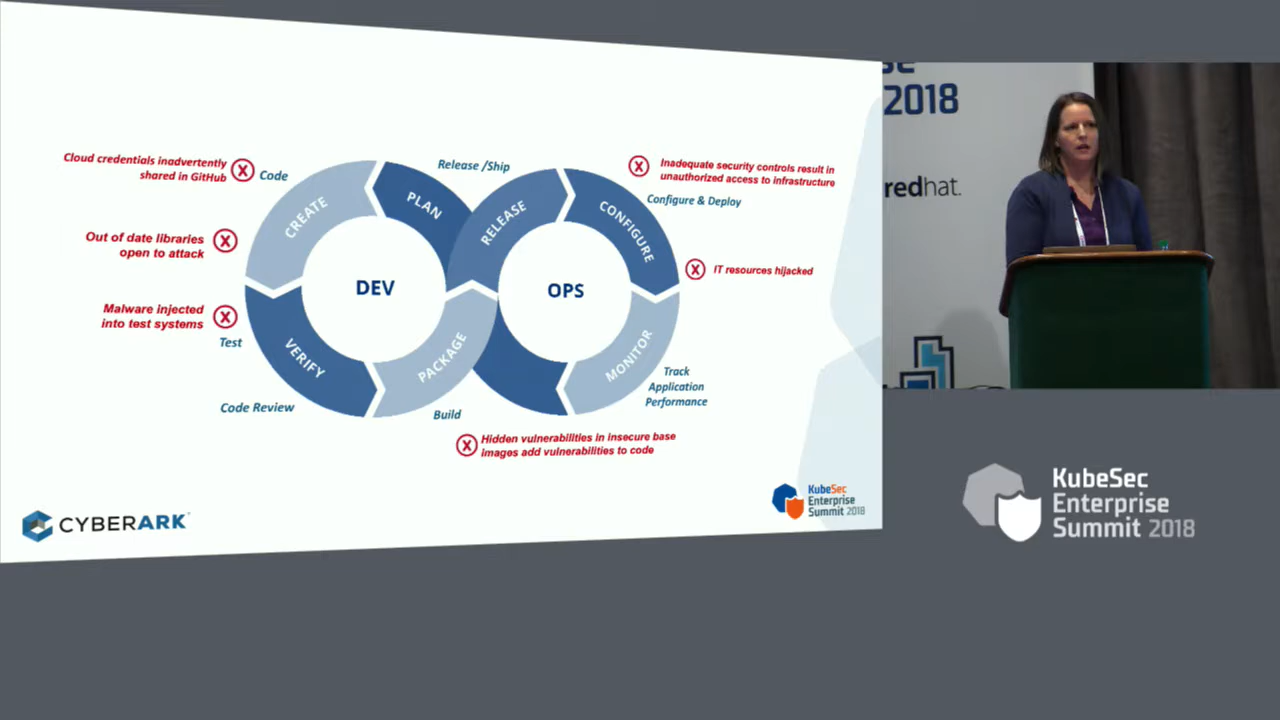 Cloud credentials inadvertently
shared in GitHub
Code
Out of date libraries
open to attack
Malware injected
into test systems
Test
Code Review
CREATE
PLAN
VERIFY
PACKAGE
DEV
Release /Ship
RELEASE
CONFIGURE
MONITOR
OPS
Inadequate security controls result in
unauthorized access to infrastructure
Configure & Deploy
IT resources hijacked
Track
Application
Performance
Build
Hidden vulnerabilities in insecure base
images add vulnerabilities to code
CYBERARK
KubeSec
Enterprise
Summit 2018
2018
redhat.
KubeSec
Enterprise
Summit 2018